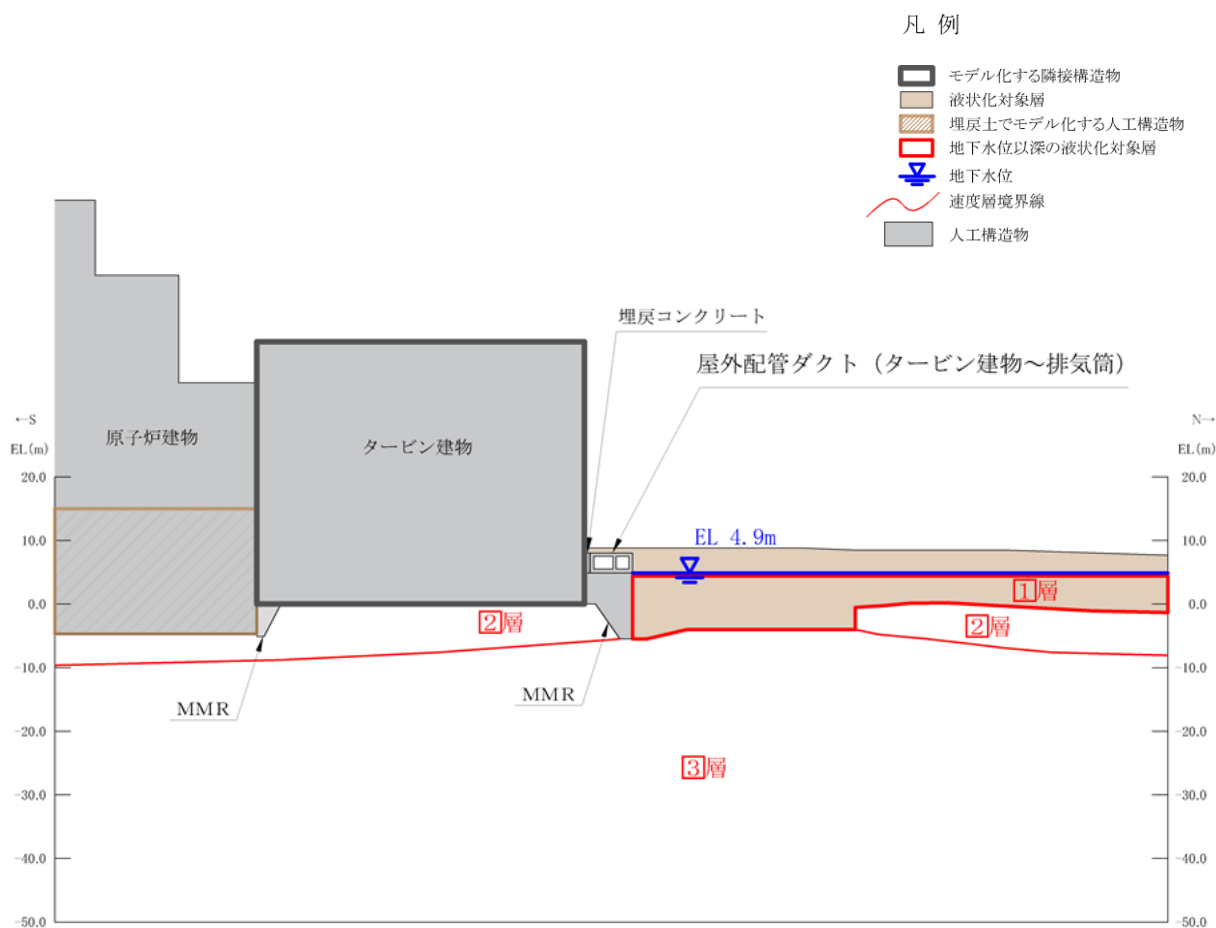 凡 例
モデル化する隣接構造物
液状化対象層
埋戻土でモデル化する人工構造物
地下水位以深の液状化対象層
地下水位
速度層境界線
人工構造物
埋戻コンクリート
屋外配管ダクト（タービン建物～排気筒）
←S
EL(m)
N→
EL(m)
原子炉建物
タービン建物
20.0
10.0
0.0
-10.0
-20.0
-30.0
-40.0
-50.0
20.0
10.0
0.0
-10.0
-20.0
-30.0
-40.0
-50.0
EL 4.9m
1層
2層
2層
MMR
MMR
3層